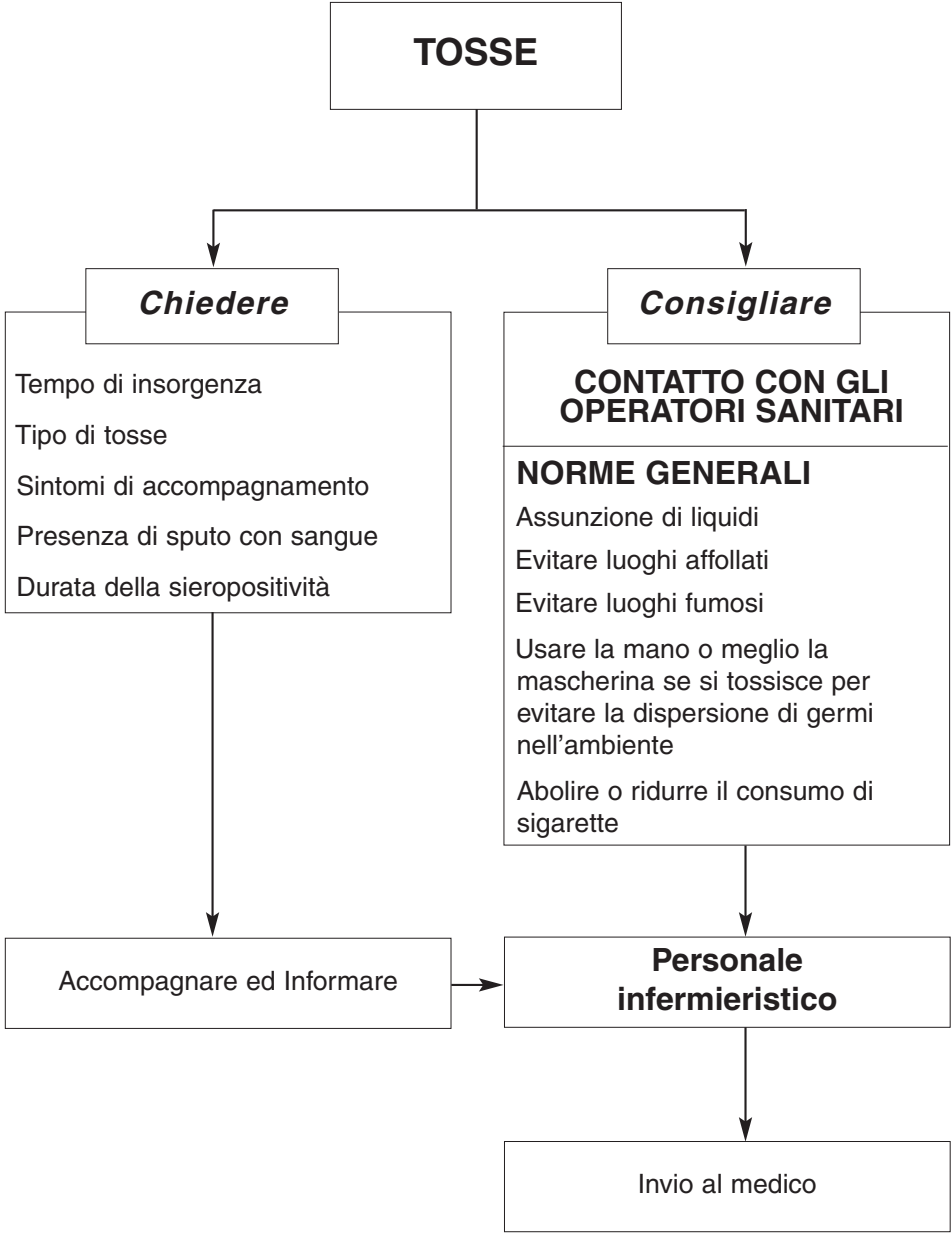 TOSSE
Chiedere
Tempo di insorgenza
Tipo di tosse
Sintomi di accompagnamento
Presenza di sputo con sangue
Durata della sieropositività
Consigliare
CONTATTO CON GLI
OPERATORI SANITARI
NORME GENERALI
Assunzione di liquidi
Evitare luoghi affollati
Evitare luoghi fumosi
Usare la mano o meglio la
mascherina se si tossisce per
evitare la dispersione di germi
nell'ambiente
Abolire o ridurre il consumo di
sigarette
Accompagnare ed Informare
Personale
infermieristico
Invio al medico